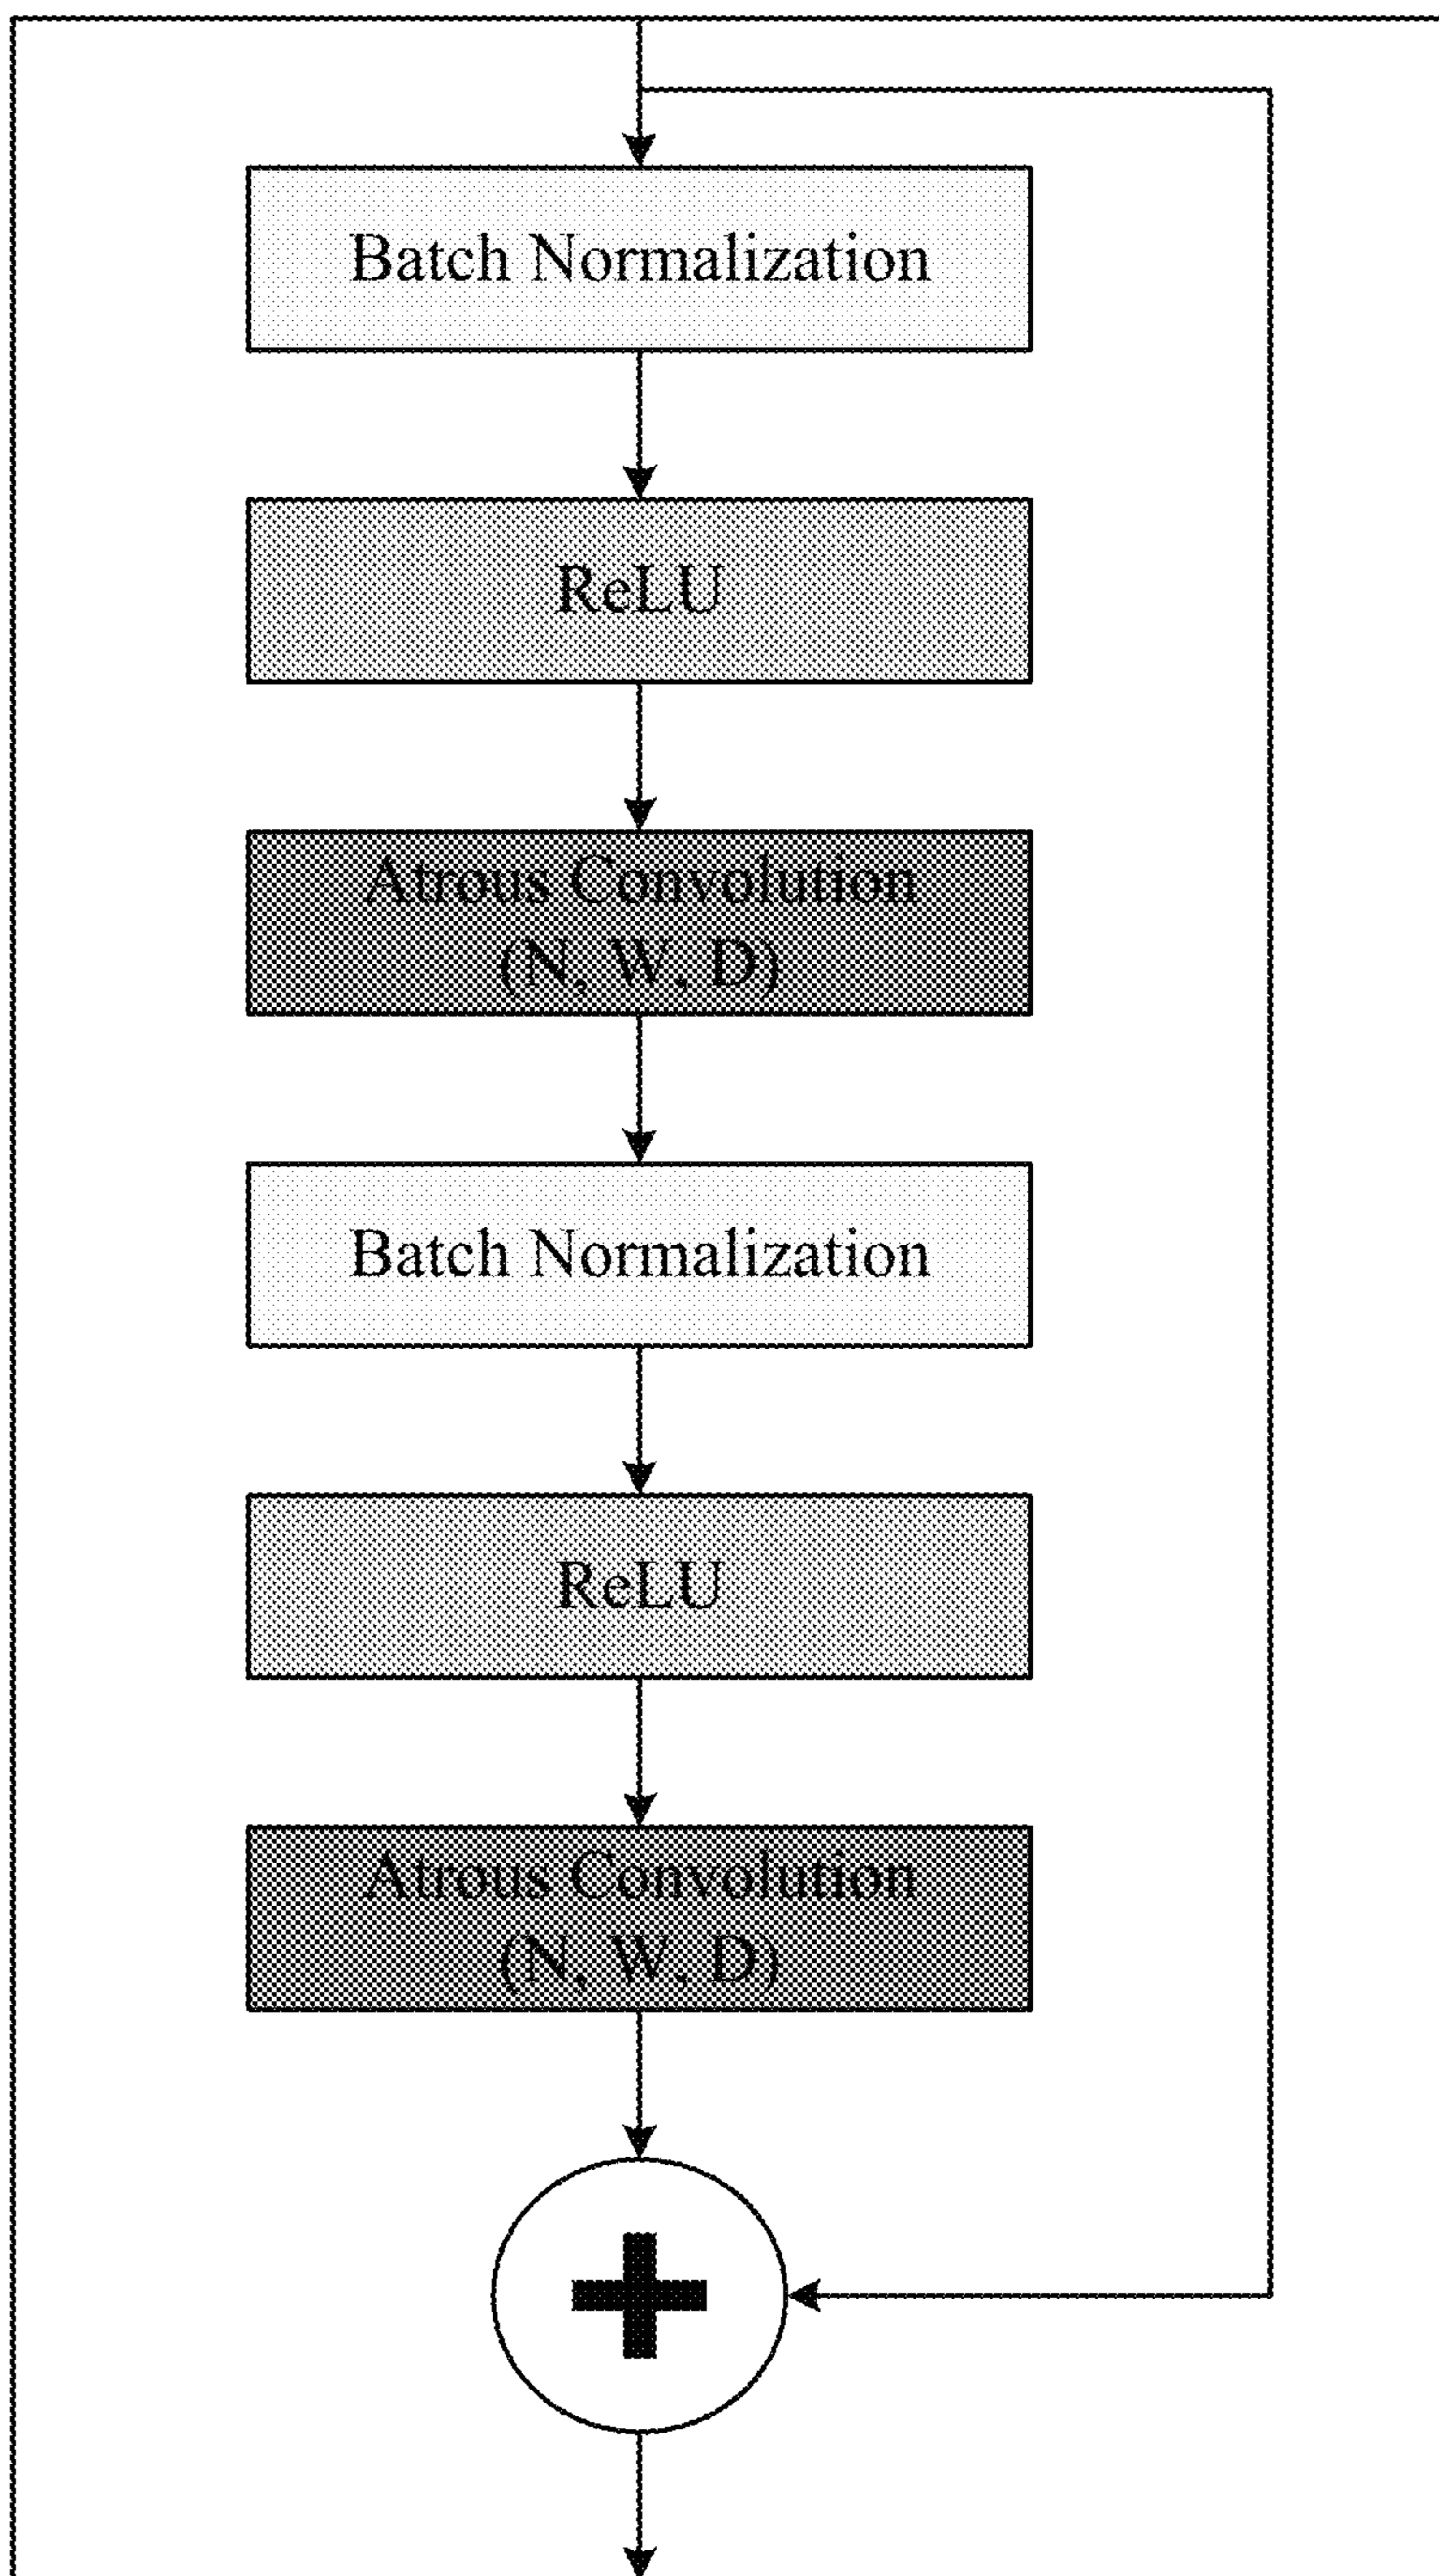 Batch Normalization
ReLU
Atrous Convolution
(N, W, D)
Batch Normalization
ReLU
Atrous Convolution
(N, W, D)